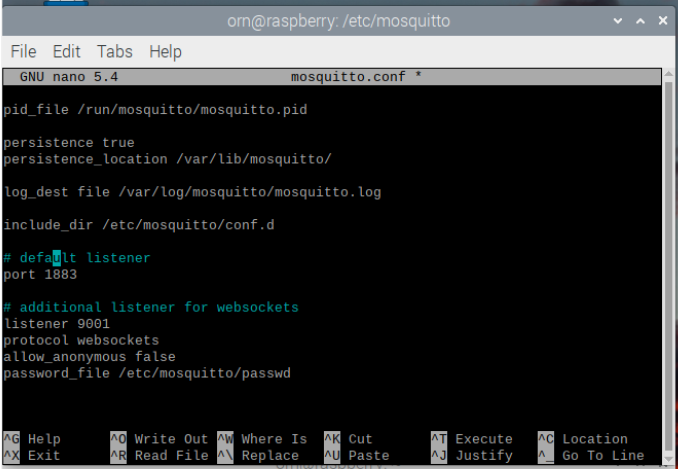 orn@raspberry: /etc/mosquitto
File Edit Tabs Help
GNU nano 5.4 mosquitto.conf *
pid_file /run/mosquitto/mosquitto.pid
persistence true
persistence_location /var/lib/mosquitto/
log_dest file /var/log/mosquitto/mosquitto.log
include_dir /etc/mosquitto/conf.d
# default listener
port 1883
# additional listener for websockets
listener 9001
protocol websockets
allow_anonymous false
password_file /etc/mosquitto/passwd
^G Help ^O Write Out ^W Where Is ^K Cut ^T Execute ^C Location
^X Exit ^R Read File ^\ Replace ^U Paste ^J Justify ^_ Go To Line